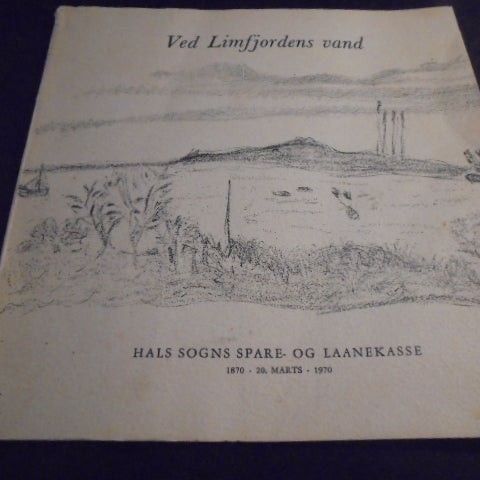 Ved Limfjordens vand
HALS SOGNS SPARE- OG LAANEKASSE
1870 - 20. MARTS - 1970